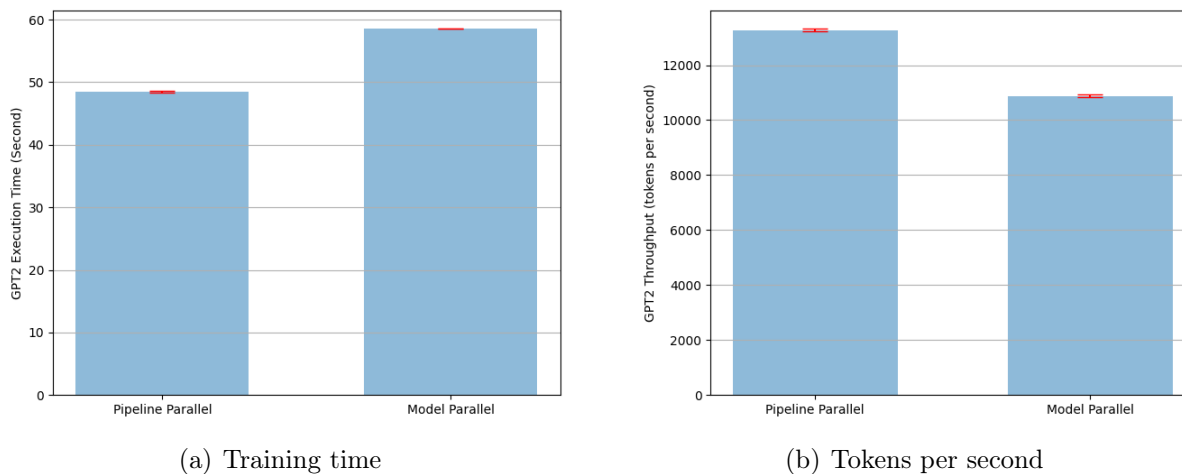 GPT2 Execution Time (Second)
60
50
40
30
20
10
0
Pipeline Parallel Model Parallel
(a) Training time
GPT2 Throughput (tokens per second)
12000
10000
8000
6000
4000
2000
0
Pipeline Parallel Model Parallel
(b) Tokens per second